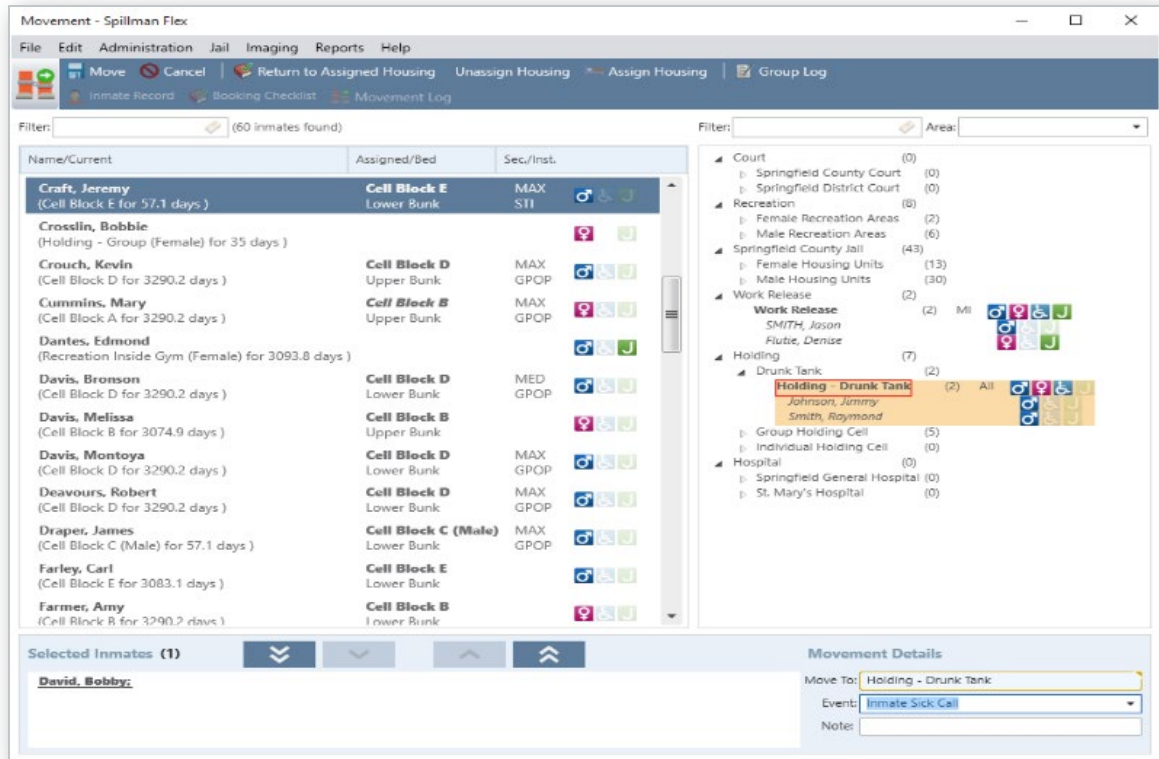 Movement - Spillman Flex
File Edit Administration Jail Imaging Reports Help
Move Cancel Return to Assigned Housing Unassign Housing Assign Housing Group Log
Inmate Record Booking Checklist Movement Log
Filter: (60 inmates found) Filter: Area:
Name/Current Assigned/Bed Sec./Inst.
Craft, Jeremy Cell Block E MAX
(Cell Block E for 57.1 days ) Lower Bunk STI
Crosslin, Bobbie
(Holding - Group (Female) for 35 days )
Crouch, Kevin Cell Block D MAX
(Cell Block D for 3290.2 days ) Upper Bunk GPOP
Cummins, Mary Cell Block B MAX
(Cell Block A for 3290.2 days ) Upper Bunk GPOP
Dantes, Edmond
(Recreation Inside Gym (Female) for 3093.8 days )
Davis, Bronson Cell Block D MED
(Cell Block D for 3290.2 days ) Lower Bunk GPOP
Davis, Melissa Cell Block B
(Cell Block B for 3074.9 days ) Upper Bunk
Davis, Montoya Cell Block D MAX
(Cell Block D for 3290.2 days ) Lower Bunk GPOP
Deavours, Robert Cell Block D MAX
(Cell Block D for 3290.2 days ) Lower Bunk GPOP
Draper, James Cell Block C (Male) MAX
(Cell Block C (Male) for 57.1 days ) Lower Bunk GPOP
Farley, Carl Cell Block E
(Cell Block E for 3083.1 days ) Lower Bunk
Farmer, Amy Cell Block B
(Cell Block B for 3290.2 days ) Lower Bunk
Court (0)
Springfield County Court (0)
Springfield District Court (0)
Recreation (8)
Female Recreation Areas (2)
Male Recreation Areas (6)
Springfield County Jail (43)
Female Housing Units (13)
Male Housing Units (30)
Work Release (2)
Work Release (2) MI J
SMITH, Jason
Flutie, Denise J
Holding (7)
Drunk Tank (2)
Holding - Drunk Tank (2) All J
Johnson, Jimmy
Smith, Raymond
Group Holding Cell (5)
Individual Holding Cell (0)
Hospital (0)
Springfield General Hospital (0)
St. Mary's Hospital (0)
Selected Inmates (1)
David, Bobby;
Movement Details
Move To: Holding - Drunk Tank
Event: Inmate Sick Call
Note: